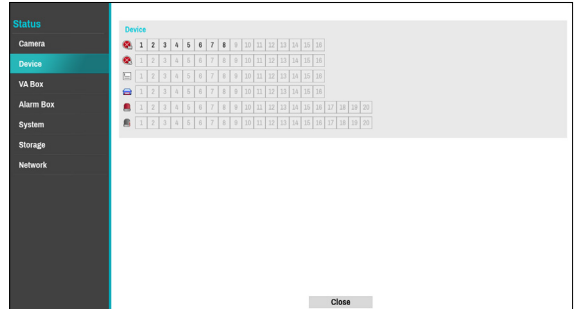 Status
Camera
Device
VA Box
Alarm Box
System
Storage
Network
Device
1 2 3 4 5 6 7 8 9 10 11 12 13 14 15 16
1 2 3 4 5 6 7 8 9 10 11 12 13 14 15 16
1 2 3 4 5 6 7 8 9 10 11 12 13 14 15 16
1 2 3 4 5 6 7 8 9 10 11 12 13 14 15 16
1 2 3 4 5 6 7 8 9 10 11 12 13 14 15 16 17 18 19 20
1 2 3 4 5 6 7 8 9 10 11 12 13 14 15 16 17 18 19 20
Close